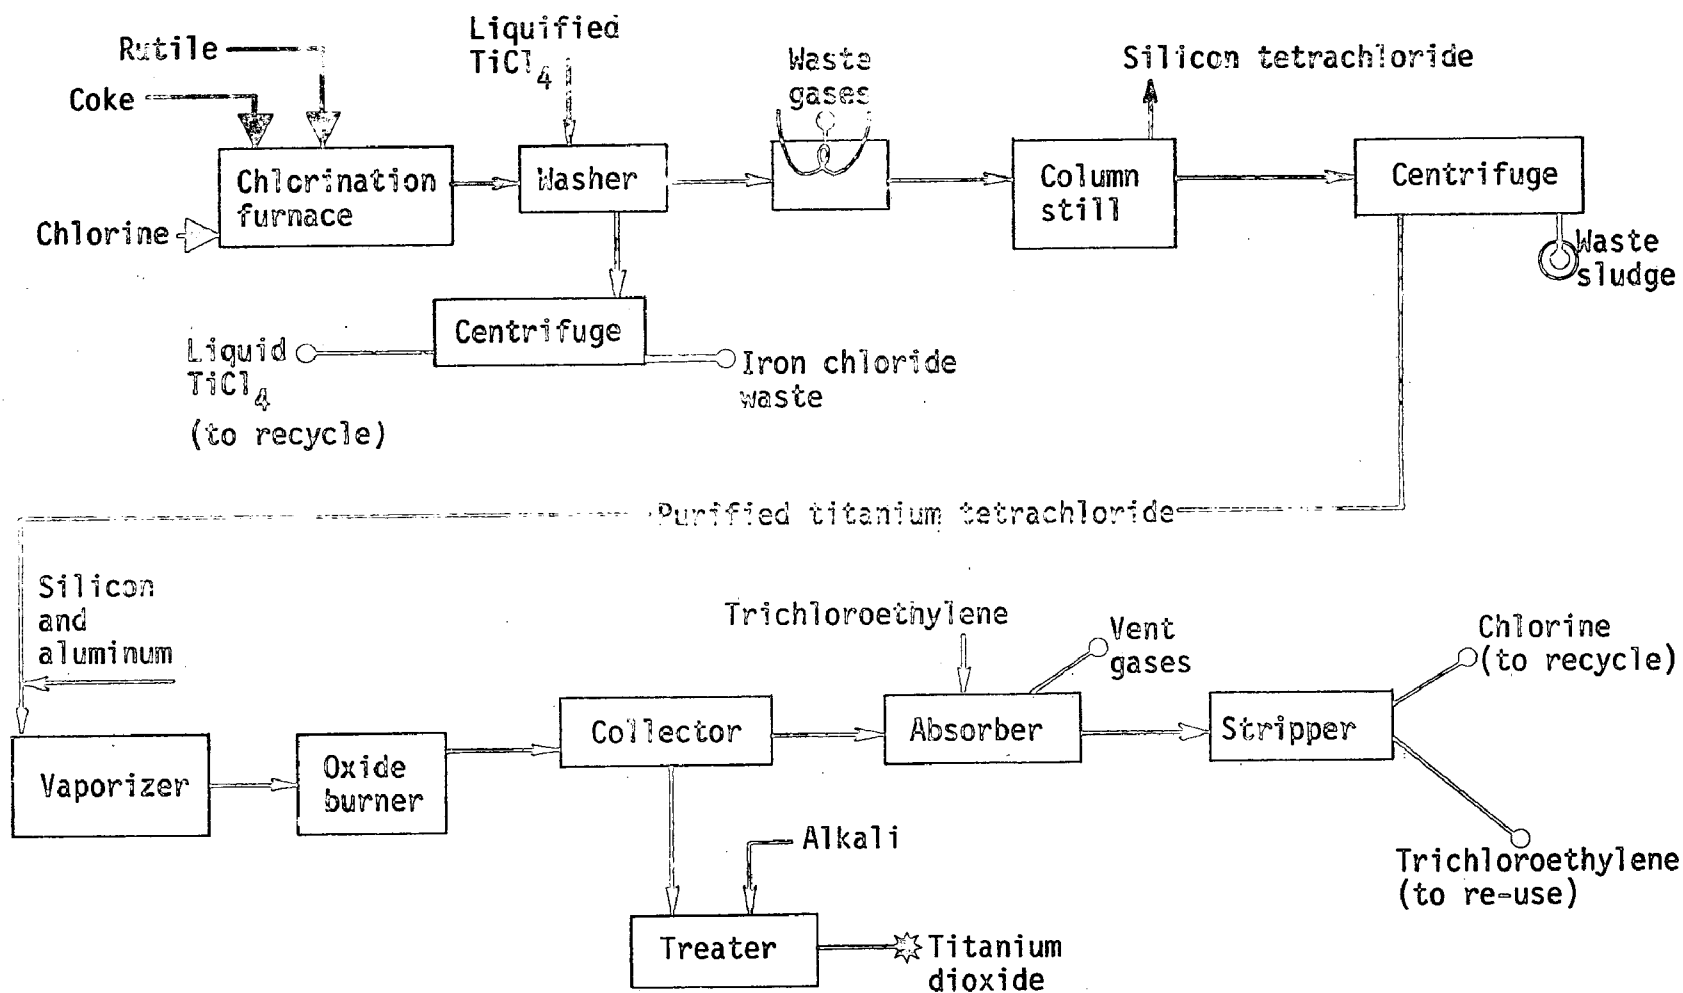 Rutile
Coke
Chlorine
Chlorination
furnace
Liquified
TiCl4
Washer
Waste
gases
Silicon tetrachloride
Column
still
Centrifuge
Waste
sludge
Centrifuge
Liquid
TiCl4
(to recycle)
Iron chloride
waste
Purified titanium tetrachloride
Silicon
and
aluminum
Vaporizer
Oxide
burner
Collector
Trichloroethylene
Absorber
Vent
gases
Stripper
Chlorine
(to recycle)
Trichloroethylene
(to re-use)
Alkali
Treater
Titanium
dioxide